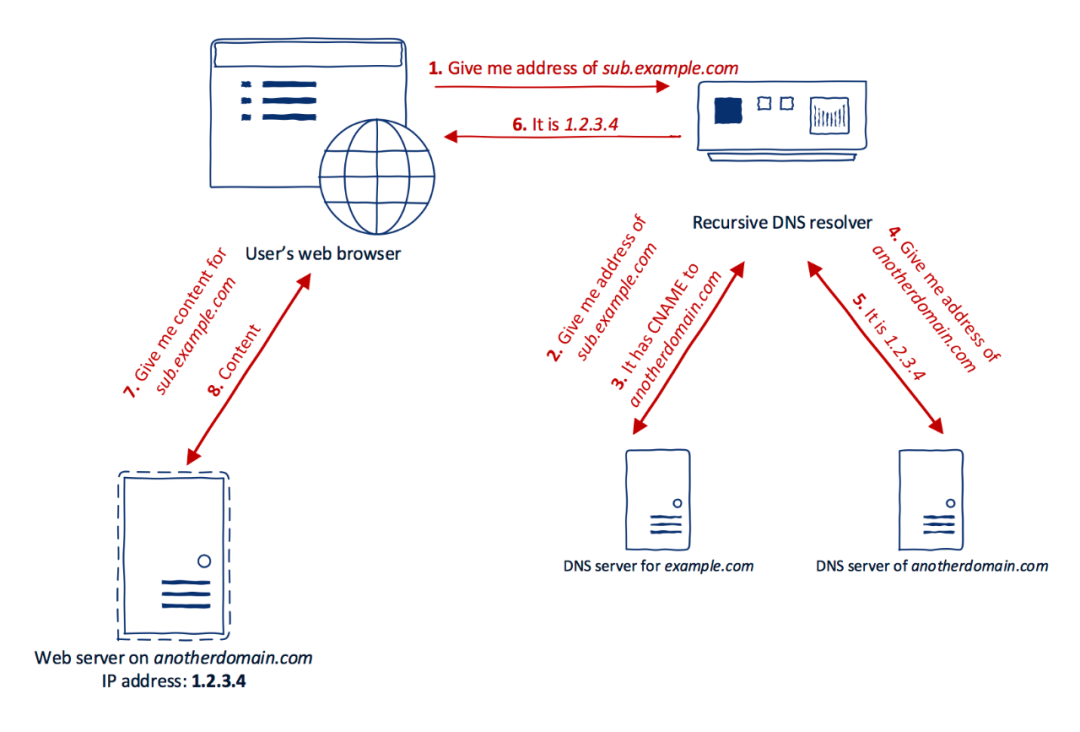 1. Give me address of sub.example.com
6. It is 1.2.3.4
User's web browser
Recursive DNS resolver
7. Give me content for
sub.example.com
8. Content
2. Give me address of
sub.example.com
3. It has CNAME to
anotherdomain.com
4. Give me address of
anotherdomain.com
5. It is 1.2.3.4
DNS server for example.com
DNS server of anotherdomain.com
Web server on anotherdomain.com
IP address: 1.2.3.4